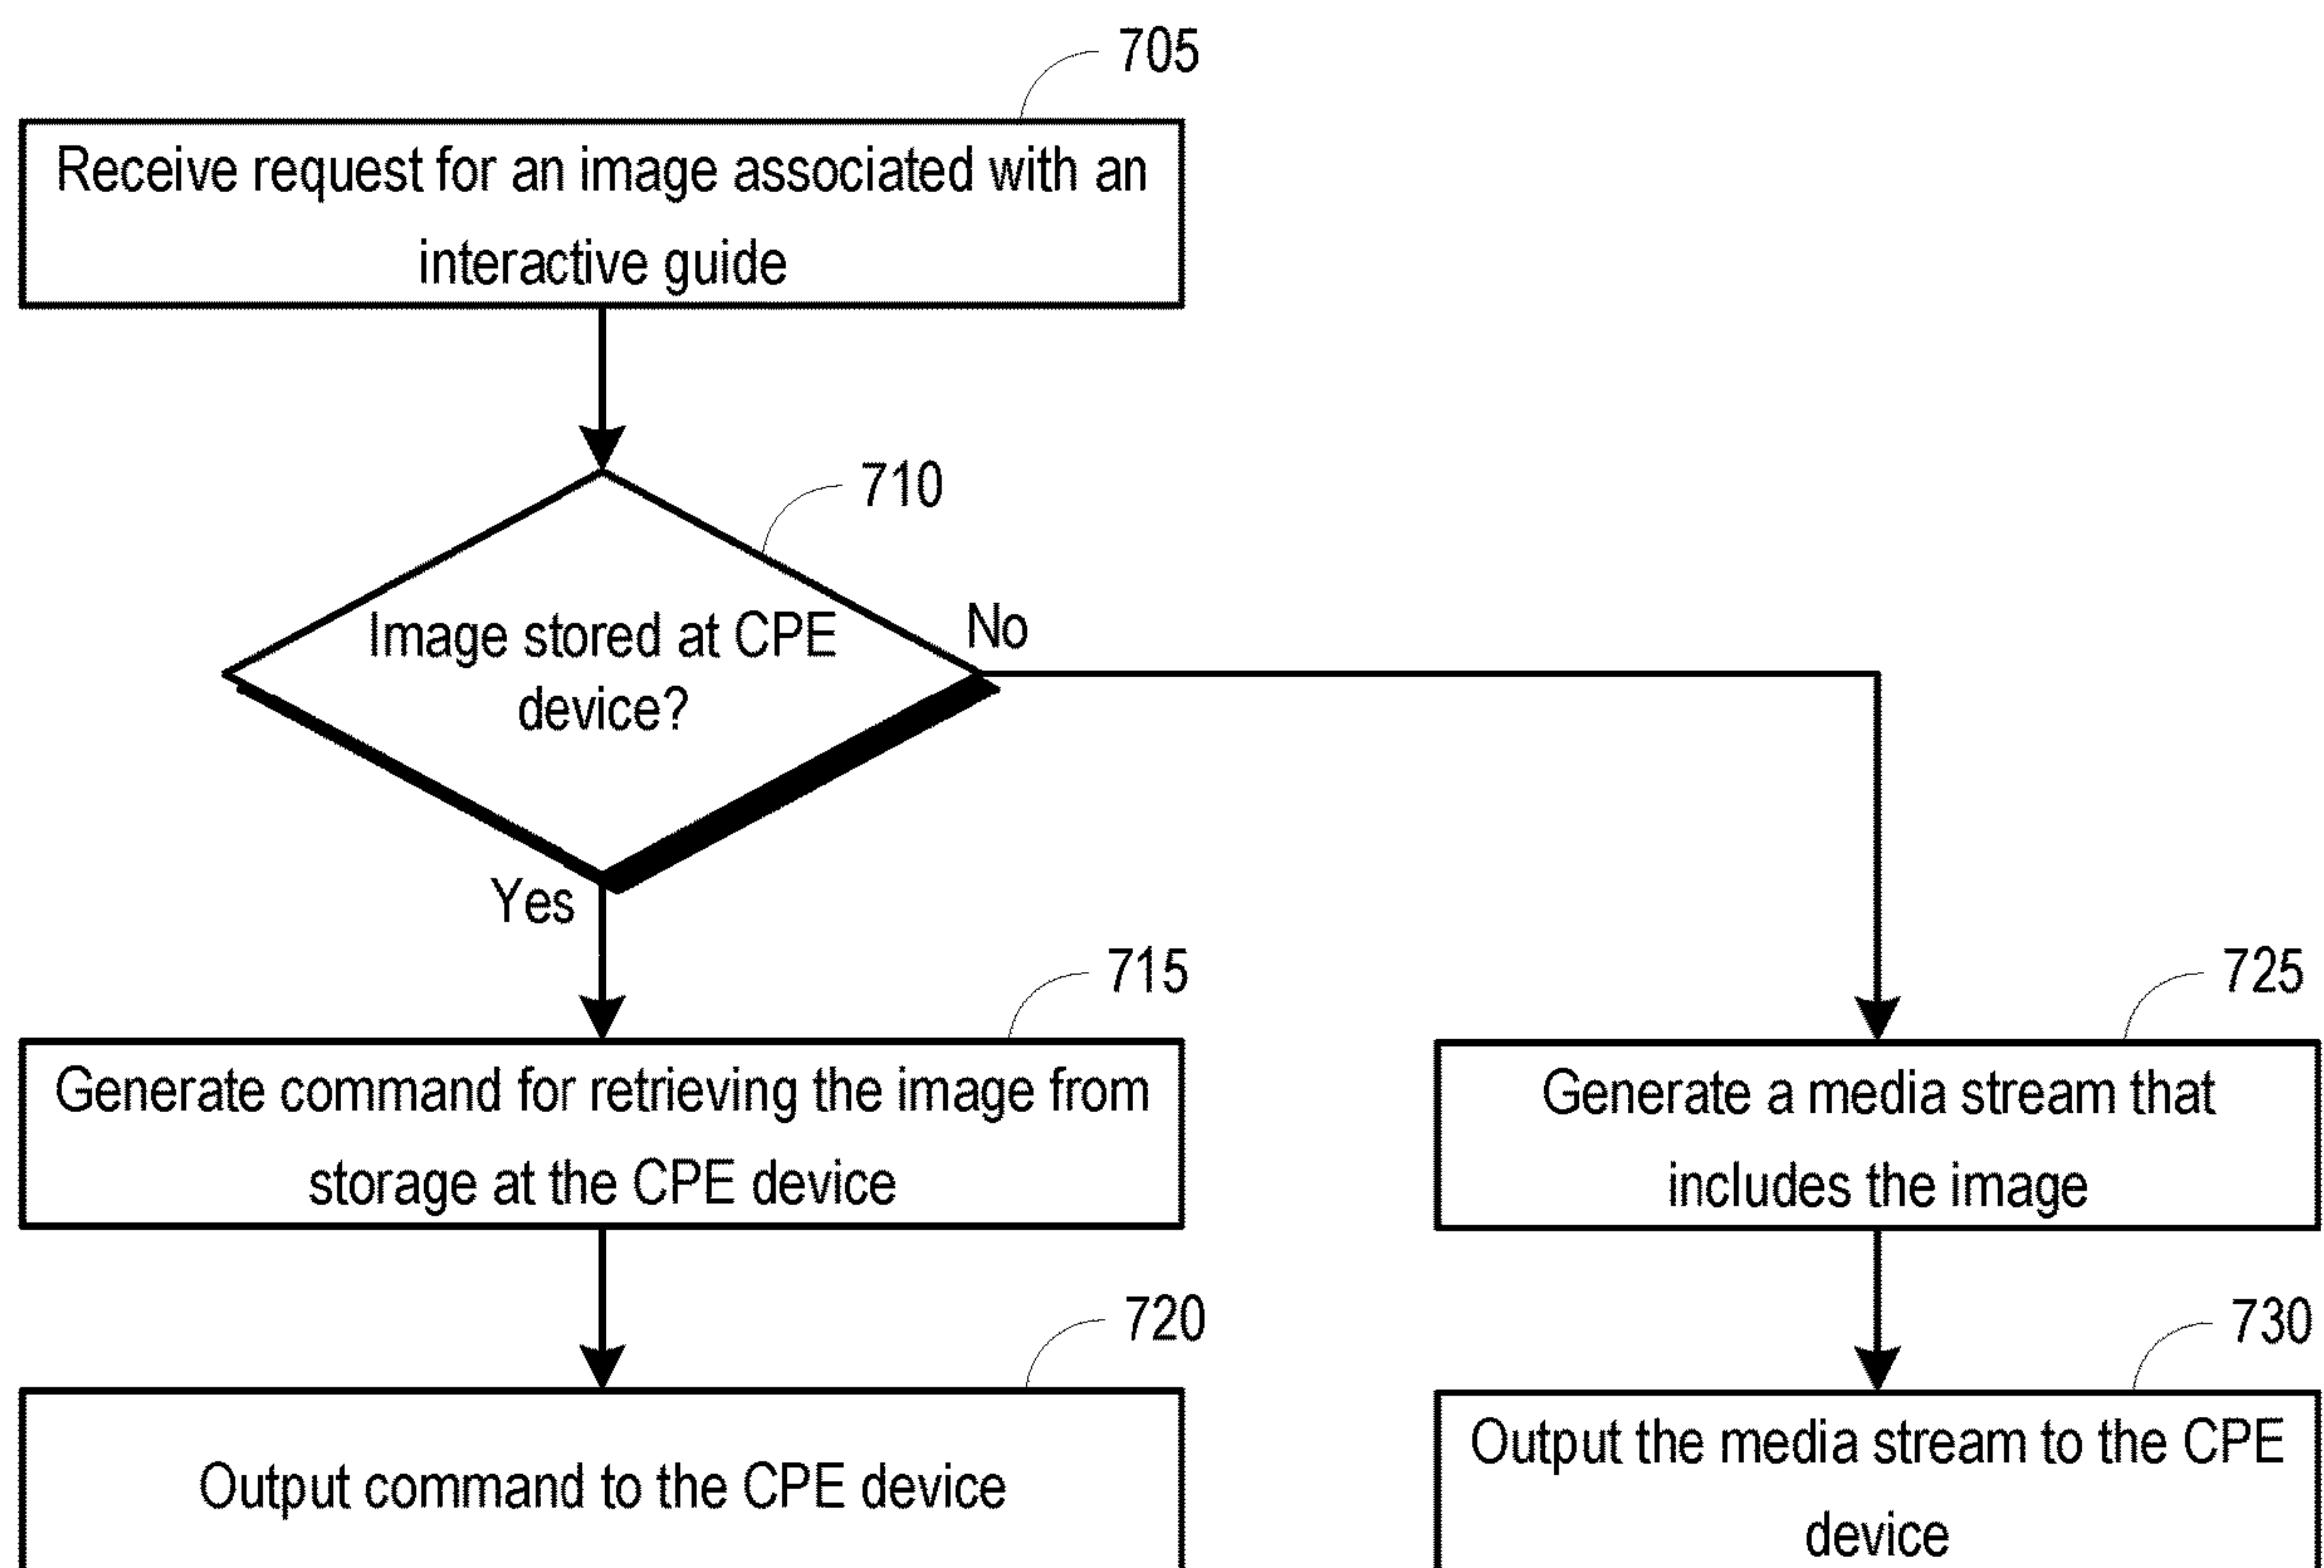 705
Receive request for an image associated with an
interactive guide
710
Image stored at CPE
device?
No
Yes
715
Generate command for retrieving the image from
storage at the CPE device
720
Output command to the CPE device
725
Generate a media stream that
includes the image
730
Output the media stream to the CPE
device